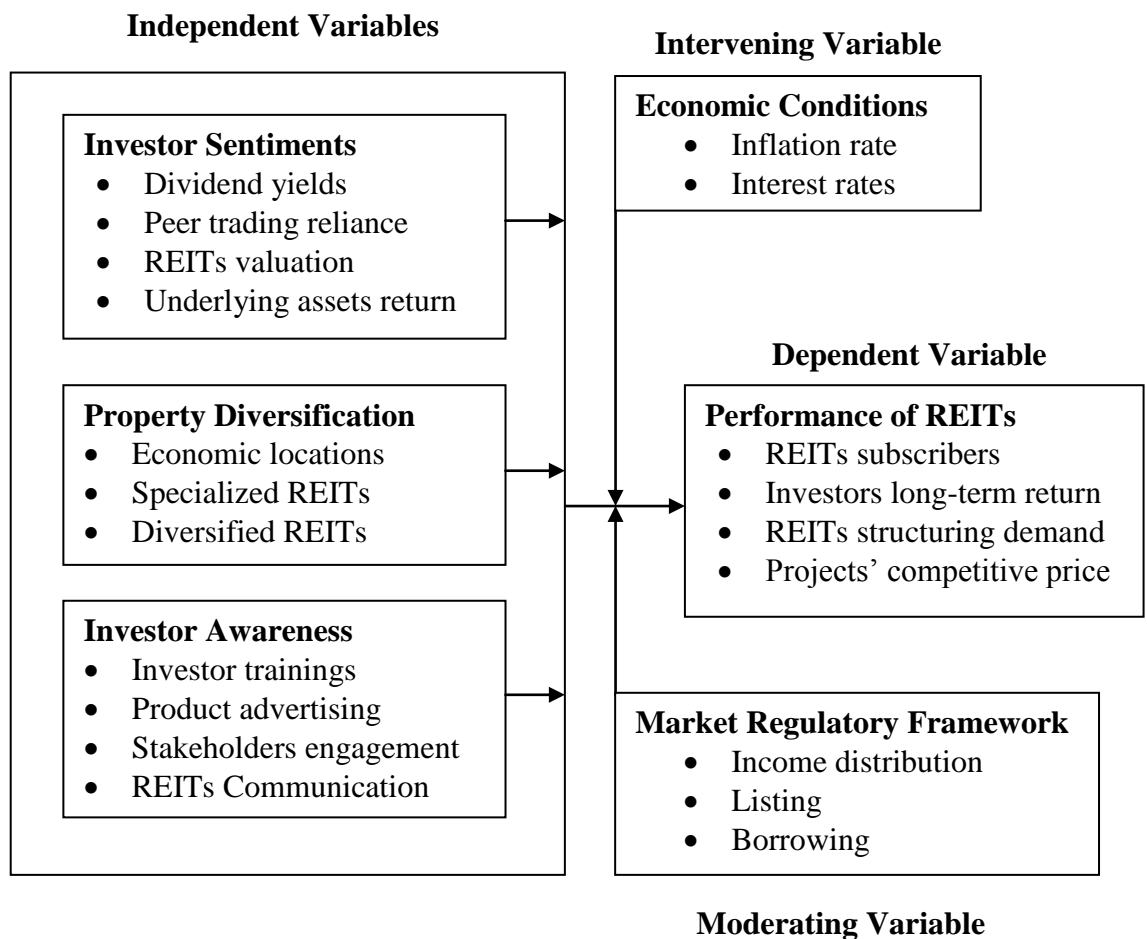 Independent Variables
Investor Sentiments
• Dividend yields
• Peer trading reliance
• REITs valuation
• Underlying assets return
Property Diversification
• Economic locations
• Specialized REITs
• Diversified REITs
Investor Awareness
• Investor trainings
• Product advertising
• Stakeholders engagement
• REITs Communication
Intervening Variable
Economic Conditions
• Inflation rate
• Interest rates
Dependent Variable
Performance of REITs
• REITs subscribers
• Investors long-term return
• REITs structuring demand
• Projects’ competitive price
Market Regulatory Framework
• Income distribution
• Listing
• Borrowing
Moderating Variable